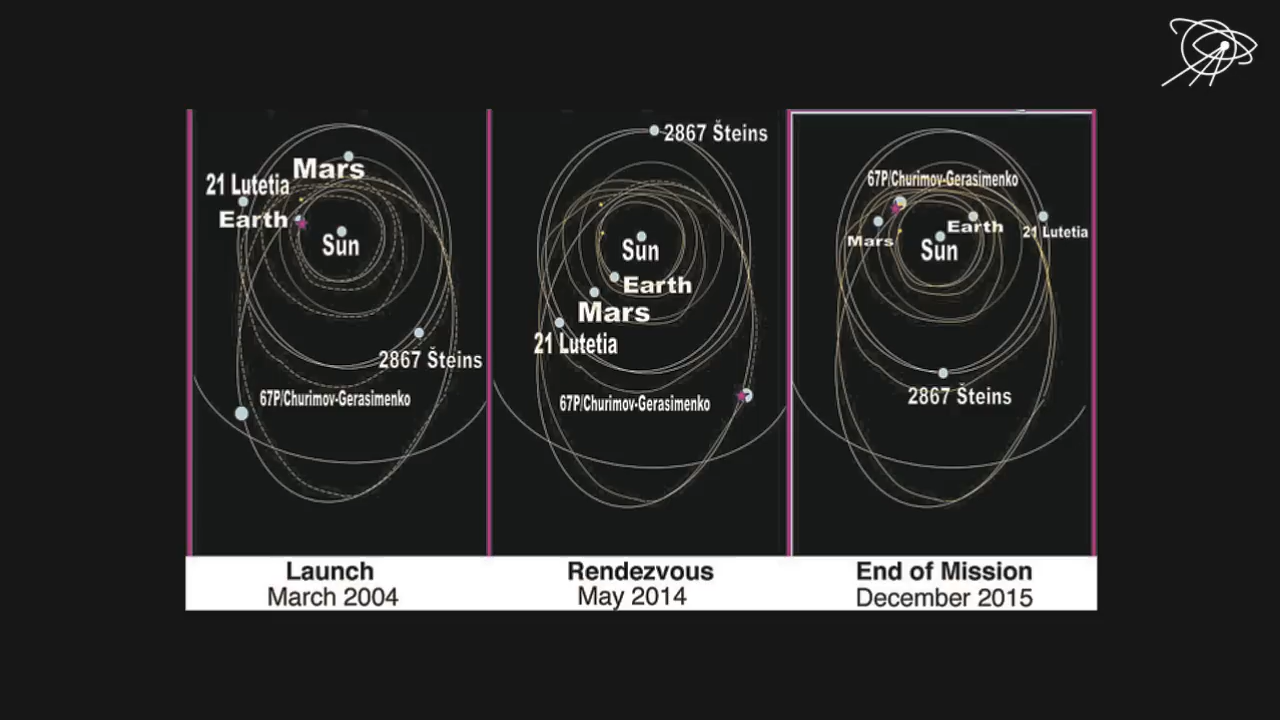 Mars
21 Lutetia
Earth
Sun
2867 Šteins
67P/Churimov-Gerasimenko
Launch
March 2004
2867 Šteins
Sun
Earth
Mars
21 Lutetia
67P/Churimov-Gerasimenko
Rendezvous
May 2014
67P/Churimov-Gerasimenko
Earth
21 Lutetia
Mars
Sun
2867 Šteins
End of Mission
December 2015